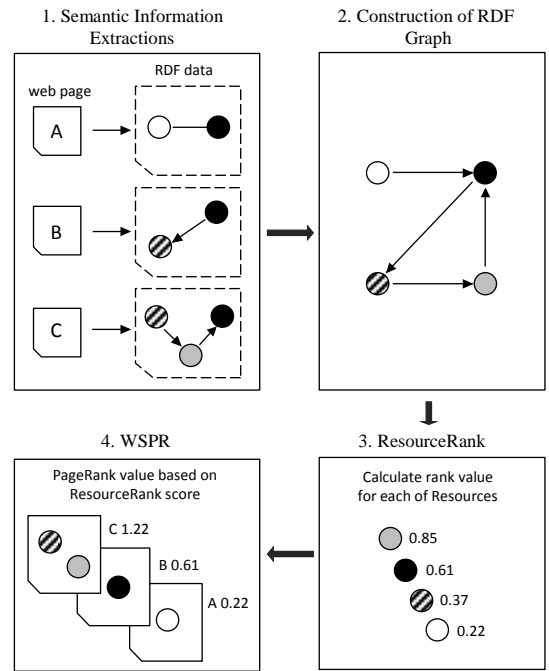 1. Semantic Information
Extractions
web page
RDF data
A
B
C
2. Construction of RDF
Graph
3. ResourceRank
Calculate rank value
for each of Resources
0.85
0.61
0.37
0.22
4. WSPR
PageRank value based on
ResourceRank score
C 1.22
B 0.61
A 0.22